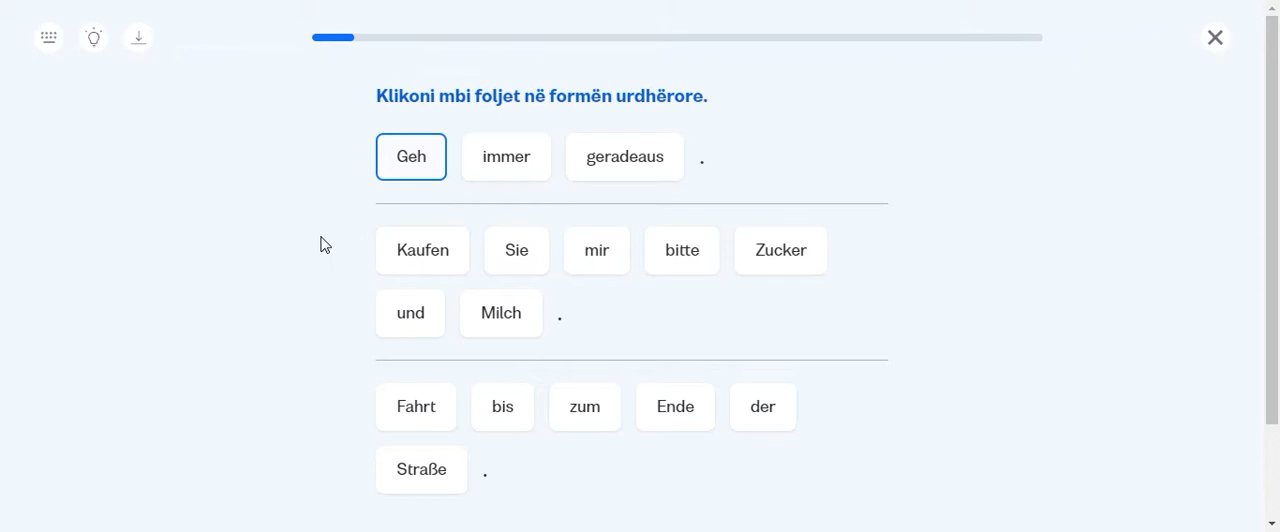 Klikoni mbi foljet në formën urdhërore.
Geh immer geradeaus .
Kaufen Sie mir bitte Zucker
und Milch .
Fahrt bis zum Ende der
Straße .